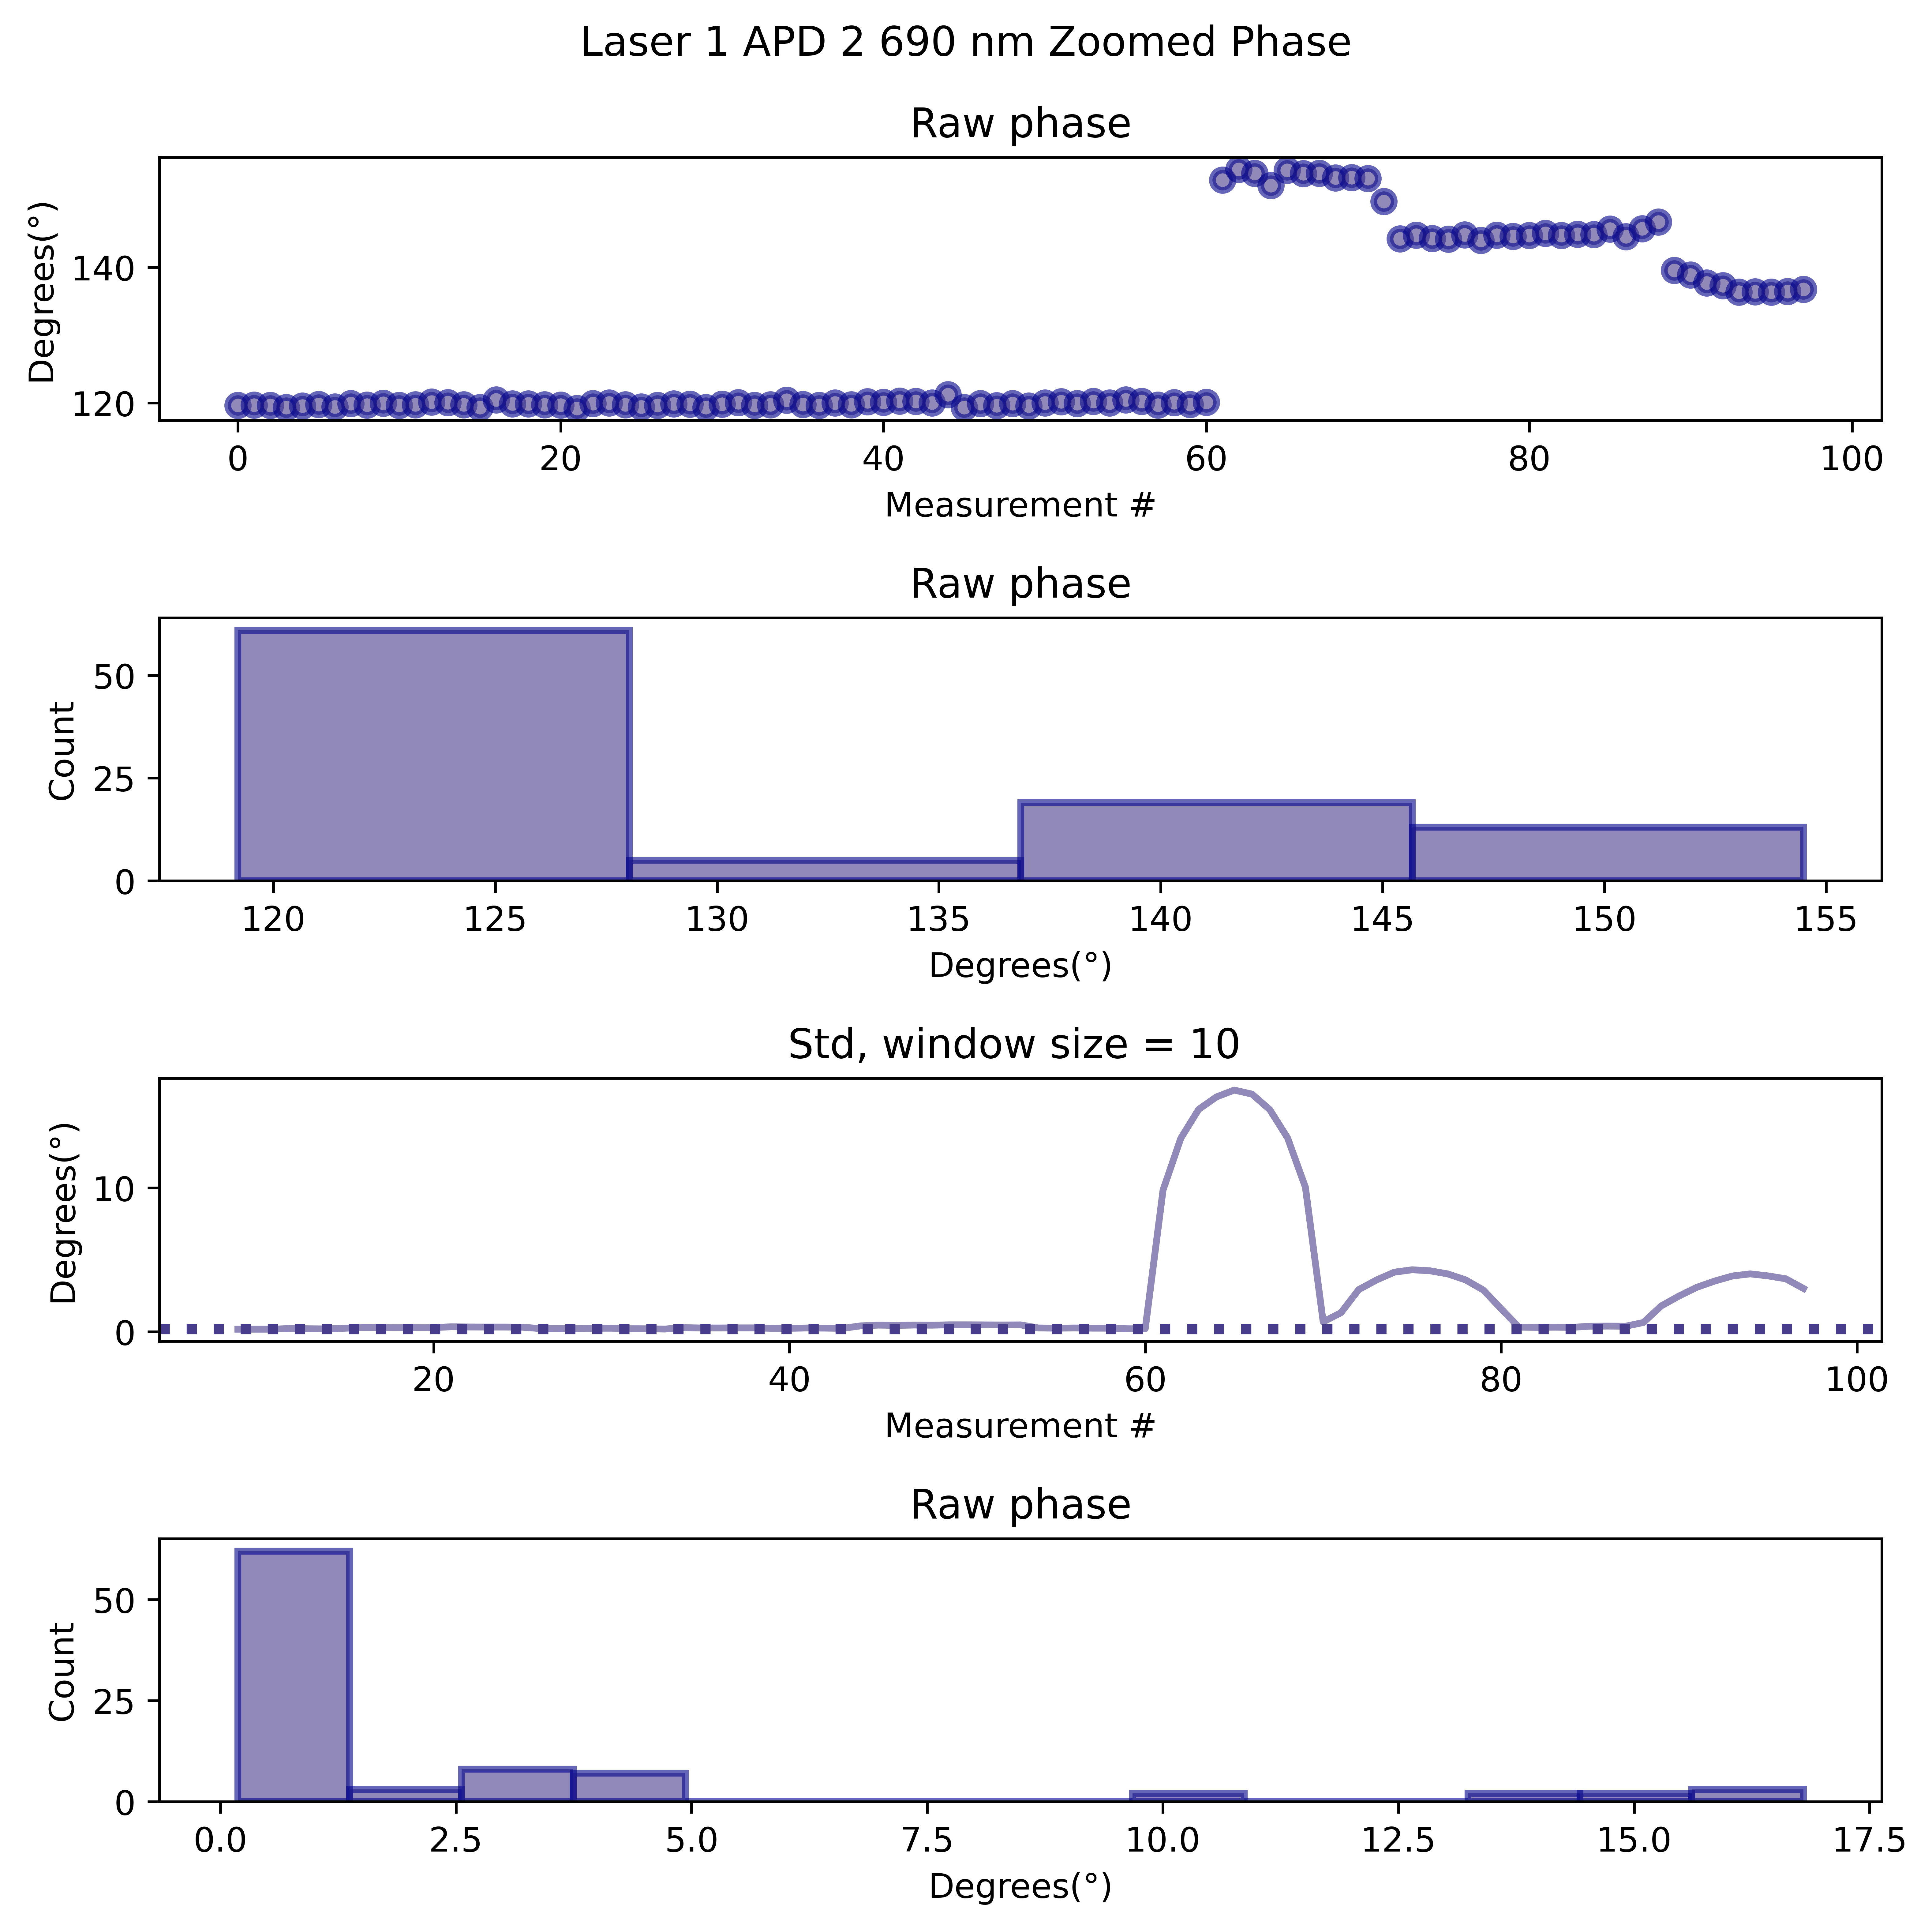 Laser 1 APD 2 690 nm Zoomed Phase
Raw phase
Degrees(°)
140
120
0 20 40 60 80 100
Measurement #
Raw phase
Count
50
25
0
120 125 130 135 140 145 150 155
Degrees(°)
Std, window size = 10
Degrees(°)
10
0
20 40 60 80 100
Measurement #
Raw phase
Count
50
25
0
0.0 2.5 5.0 7.5 10.0 12.5 15.0 17.5
Degrees(°)